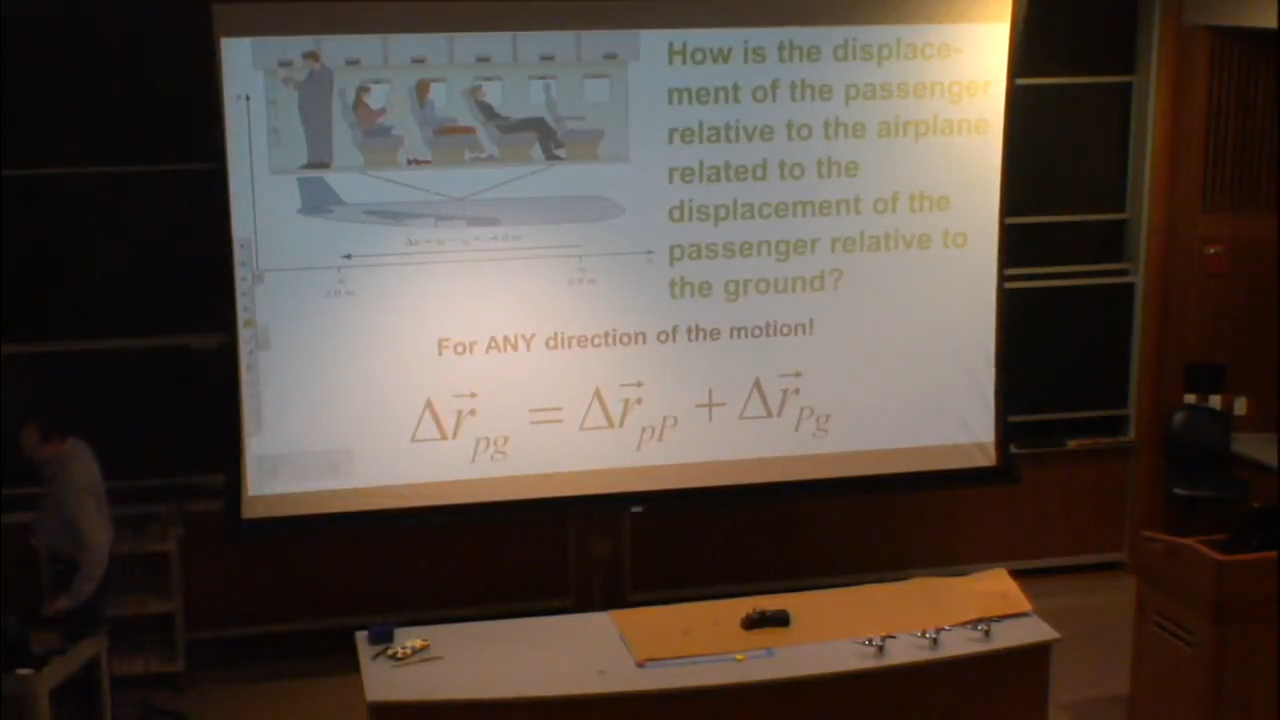 How is the displace-
ment of the passenger
relative to the airplane
related to the
displacement of the
passenger relative to
the ground?
For ANY direction of the motion!
Δr⃗pg = Δr⃗pP + Δr⃗Pg